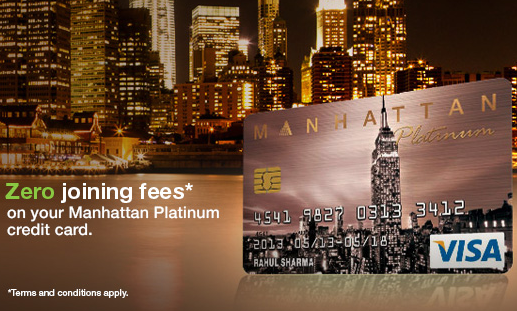 MANHATTAN
Platinum
Zero joining fees*
on your Manhattan Platinum
credit card.
4541 9827 0313 3412
2013 05/13-05/18
RAHUL SHARMA
VISA
*Terms and conditions apply.